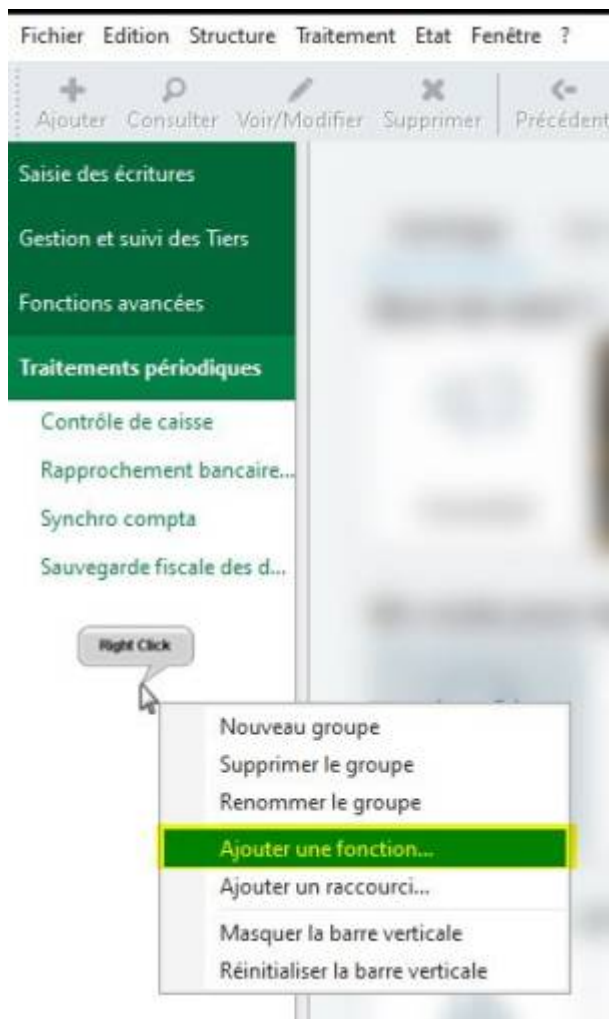 Fichier Edition Structure Traitement Etat Fenêtre ?
Ajouter Consulter Voir/Modifier Supprimer Précédent
Saisie des écritures
Gestion et suivi des Tiers
Fonctions avancées
Traitements périodiques
Contrôle de caisse
Rapprochement bancaire...
Synchro compta
Sauvegarde fiscale des d...
Right Click
Nouveau groupe
Supprimer le groupe
Renommer le groupe
Ajouter une fonction...
Ajouter un raccourci...
Masquer la barre verticale
Réinitialiser la barre verticale